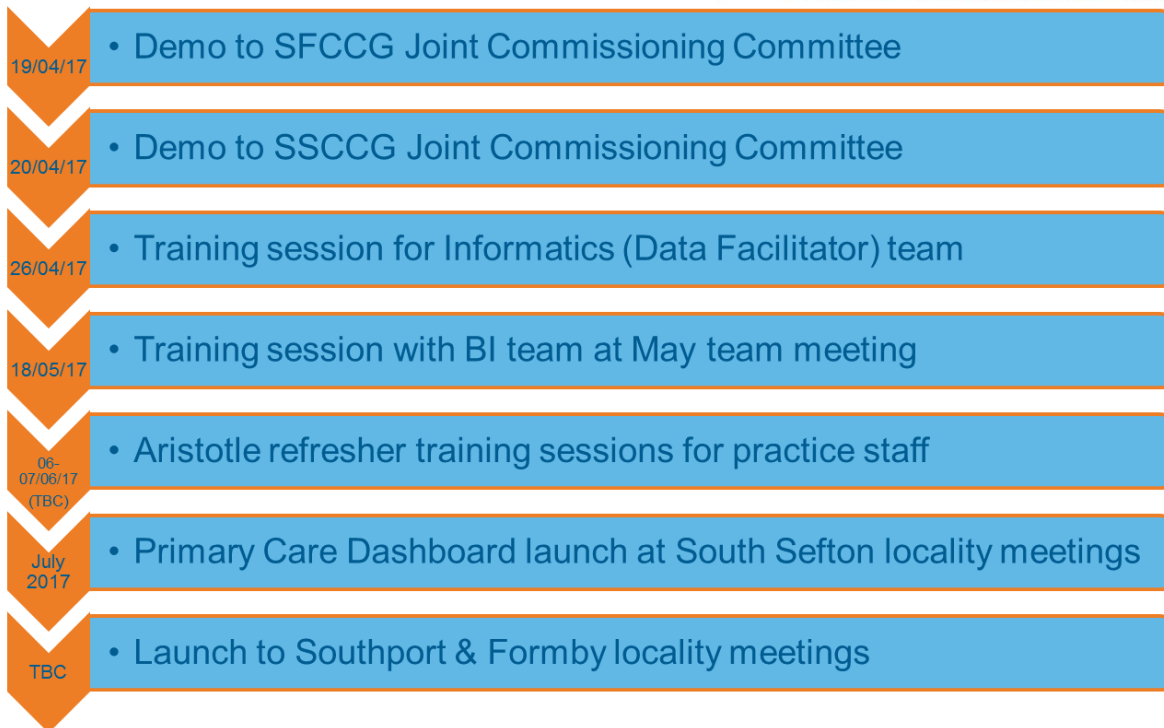 19/04/17
• Demo to SFCCG Joint Commissioning Committee
20/04/17
• Demo to SSCCG Joint Commissioning Committee
26/04/17
• Training session for Informatics (Data Facilitator) team
18/05/17
• Training session with BI team at May team meeting
06-
07/06/17
(TBC)
• Aristotle refresher training sessions for practice staff
July
2017
• Primary Care Dashboard launch at South Sefton locality meetings
TBC
• Launch to Southport & Formby locality meetings